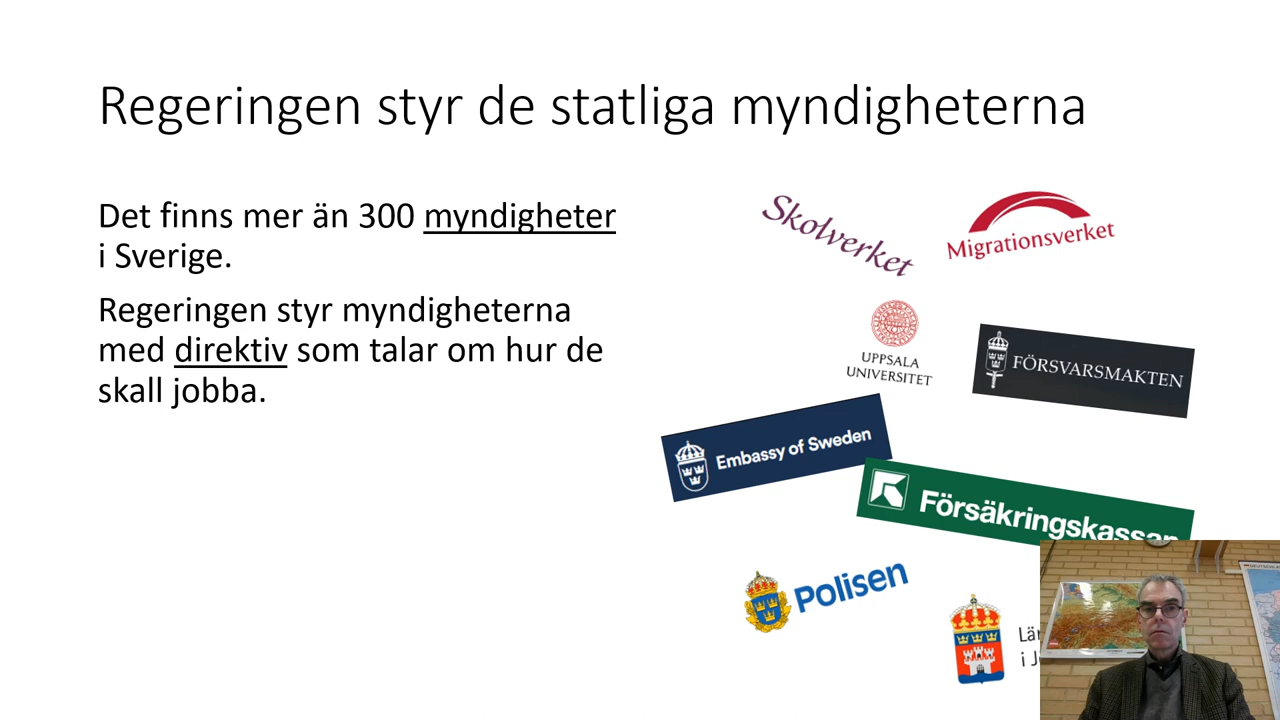 Regeringen styr de statliga myndigheterna
Det finns mer än 300 myndigheter
i Sverige.
Regeringen styr myndigheterna
med direktiv som talar om hur de
skall jobba.
Skolverket
Migrationsverket
UPPSALA
UNIVERSITET
FÖRSVARSMAKTEN
Embassy of Sweden
Försäkringskassan
Polisen
Län
i J